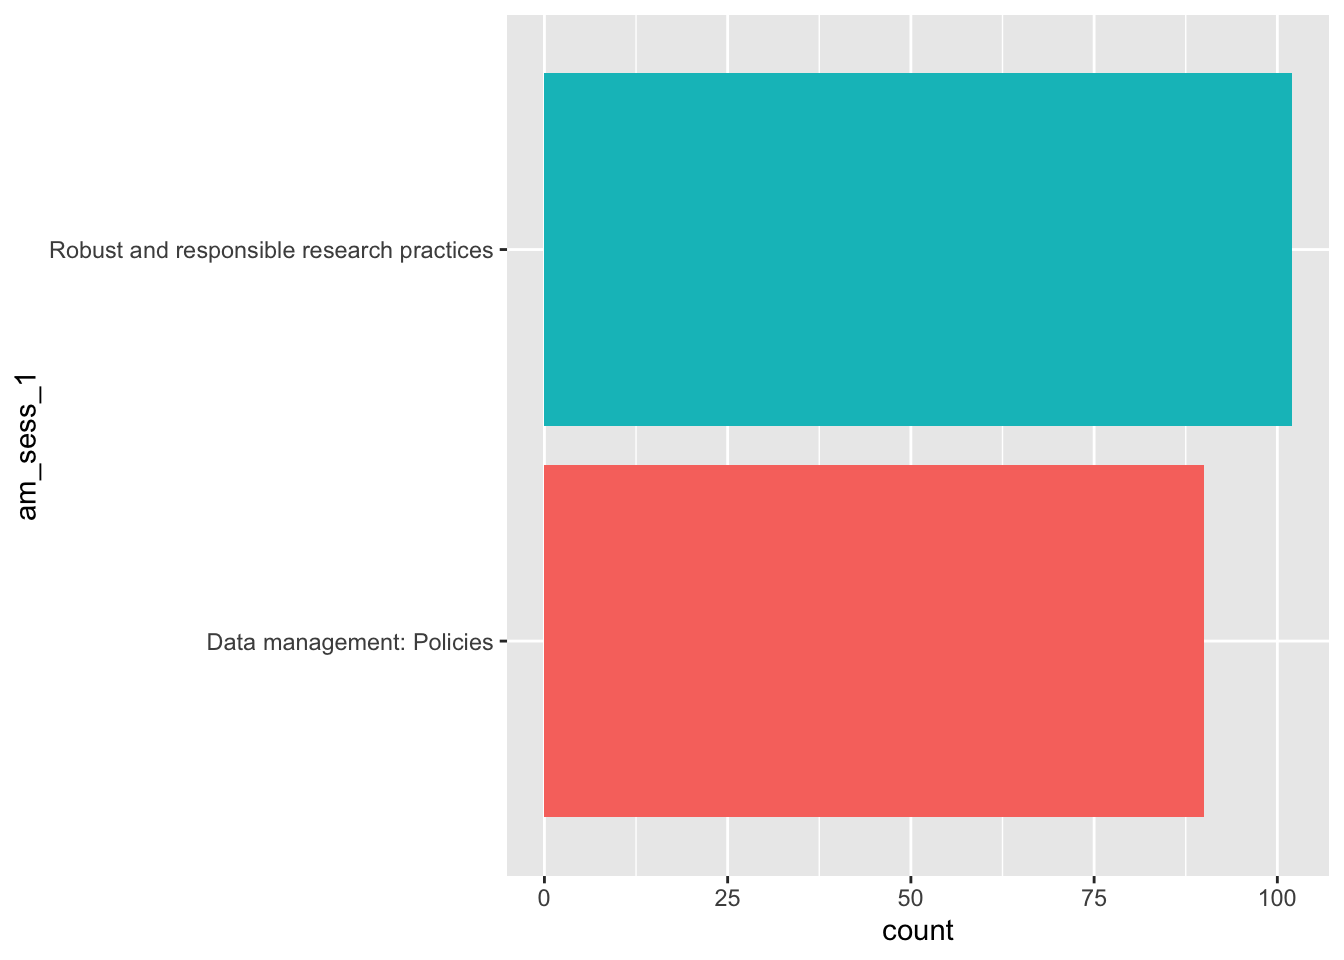 am_sess_1
Robust and responsible research practices
Data management: Policies
0 25 50 75 100
count